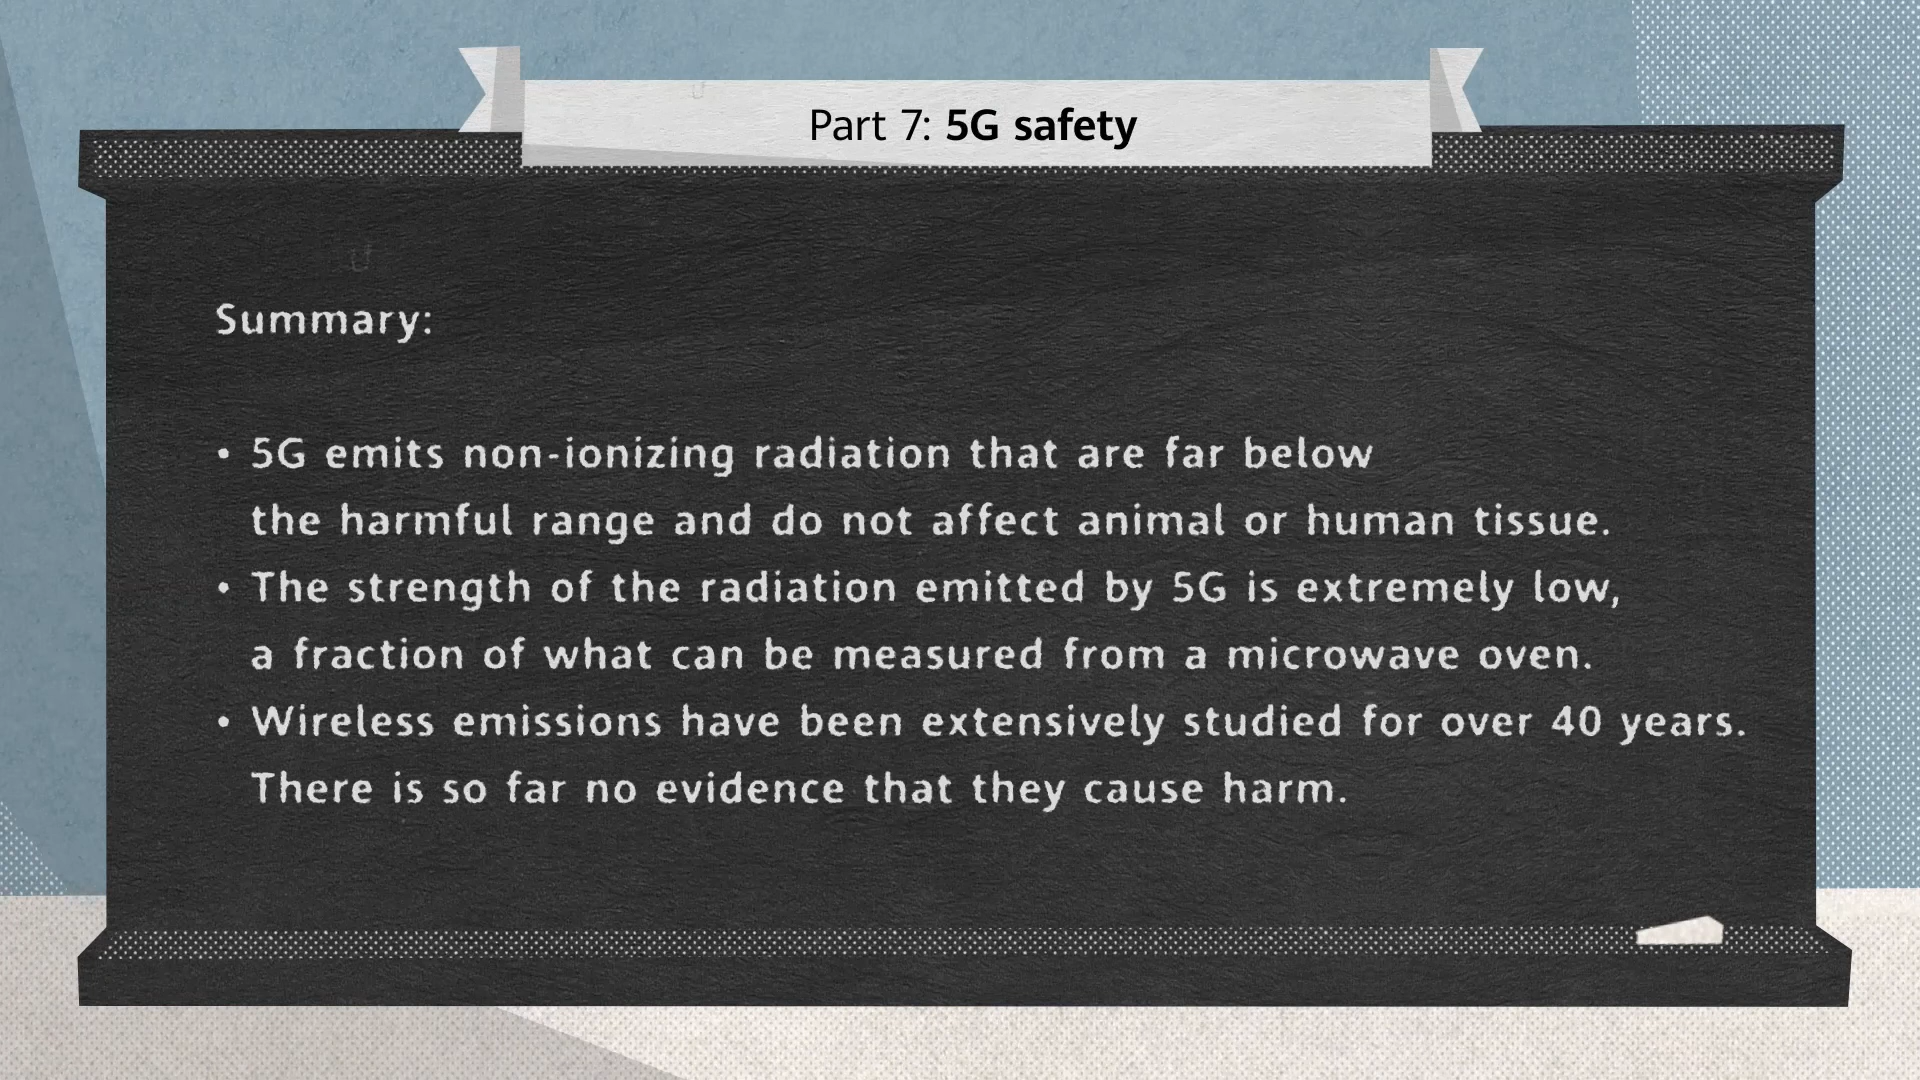 Part 7: 5G safety
Summary:
• 5G emits non-ionizing radiation that are far below
the harmful range and do not affect animal or human tissue.
• The strength of the radiation emitted by 5G is extremely low,
a fraction of what can be measured from a microwave oven.
• Wireless emissions have been extensively studied for over 40 years.
There is so far no evidence that they cause harm.